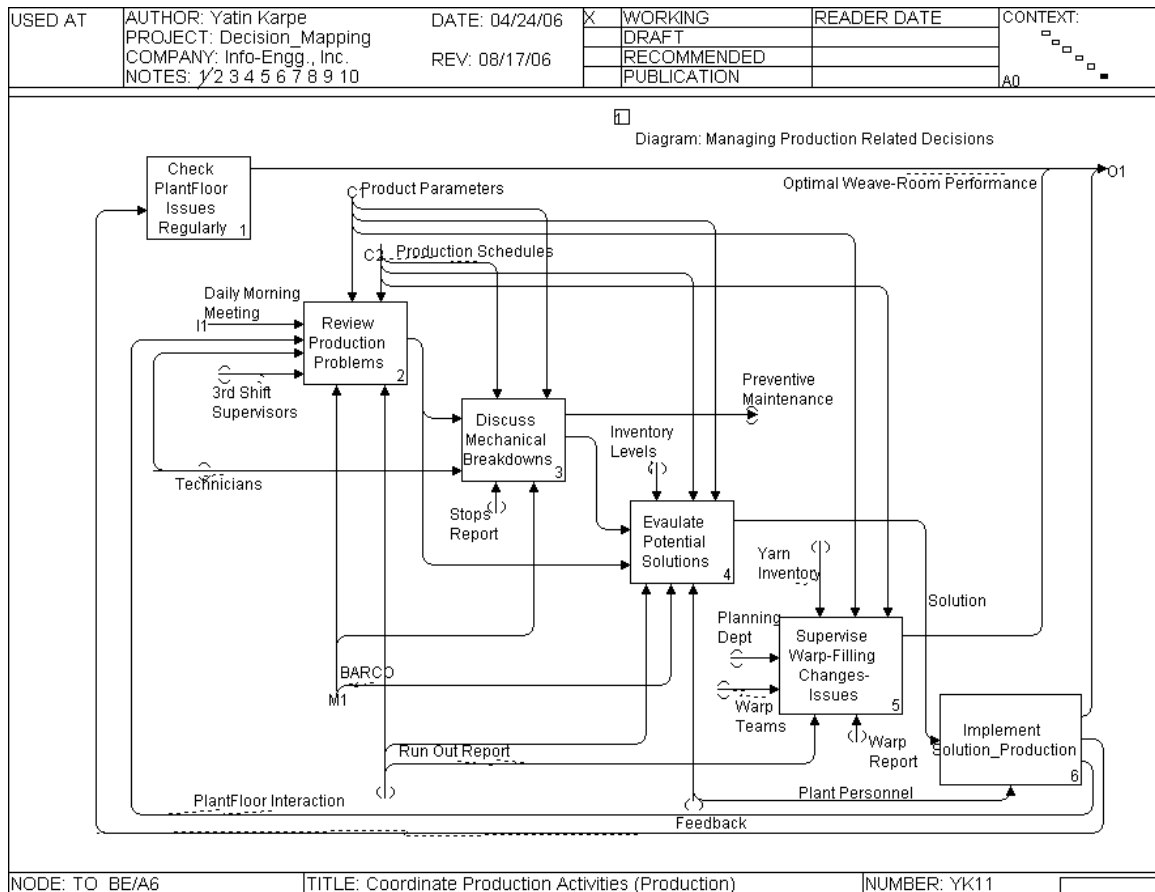 USED AT
AUTHOR: Yatin Karpe
DATE: 04/24/06
X
WORKING
READER DATE
CONTEXT:
PROJECT: Decision_Mapping
DRAFT
COMPANY: Info-Engg., Inc.
REV: 08/17/06
RECOMMENDED
NOTES: 1 2 3 4 5 6 7 8 9 10
PUBLICATION
A0
1
Diagram: Managing Production Related Decisions
Check
PlantFloor
Issues
Regularly
1
O1
Optimal Weave-Room Performance
C1
Product Parameters
C2
Production Schedules
Daily Morning
Meeting
I1
Review
Production
Problems
2
3rd Shift
Supervisors
Preventive
Maintenance
Discuss
Mechanical
Breakdowns
3
Inventory
Levels
Technicians
Stops
Report
Evaulate
Potential
Solutions
4
Yarn
Inventory
Solution
Planning
Dept
Supervise
Warp-Filling
Changes-
Issues
5
BARCO
M1
Warp
Teams
Warp
Report
Implement
Solution_Production
6
Run Out Report
PlantFloor Interaction
Plant Personnel
Feedback
NODE: TO BE/A6
TITLE: Coordinate Production Activities (Production)
NUMBER: YK11